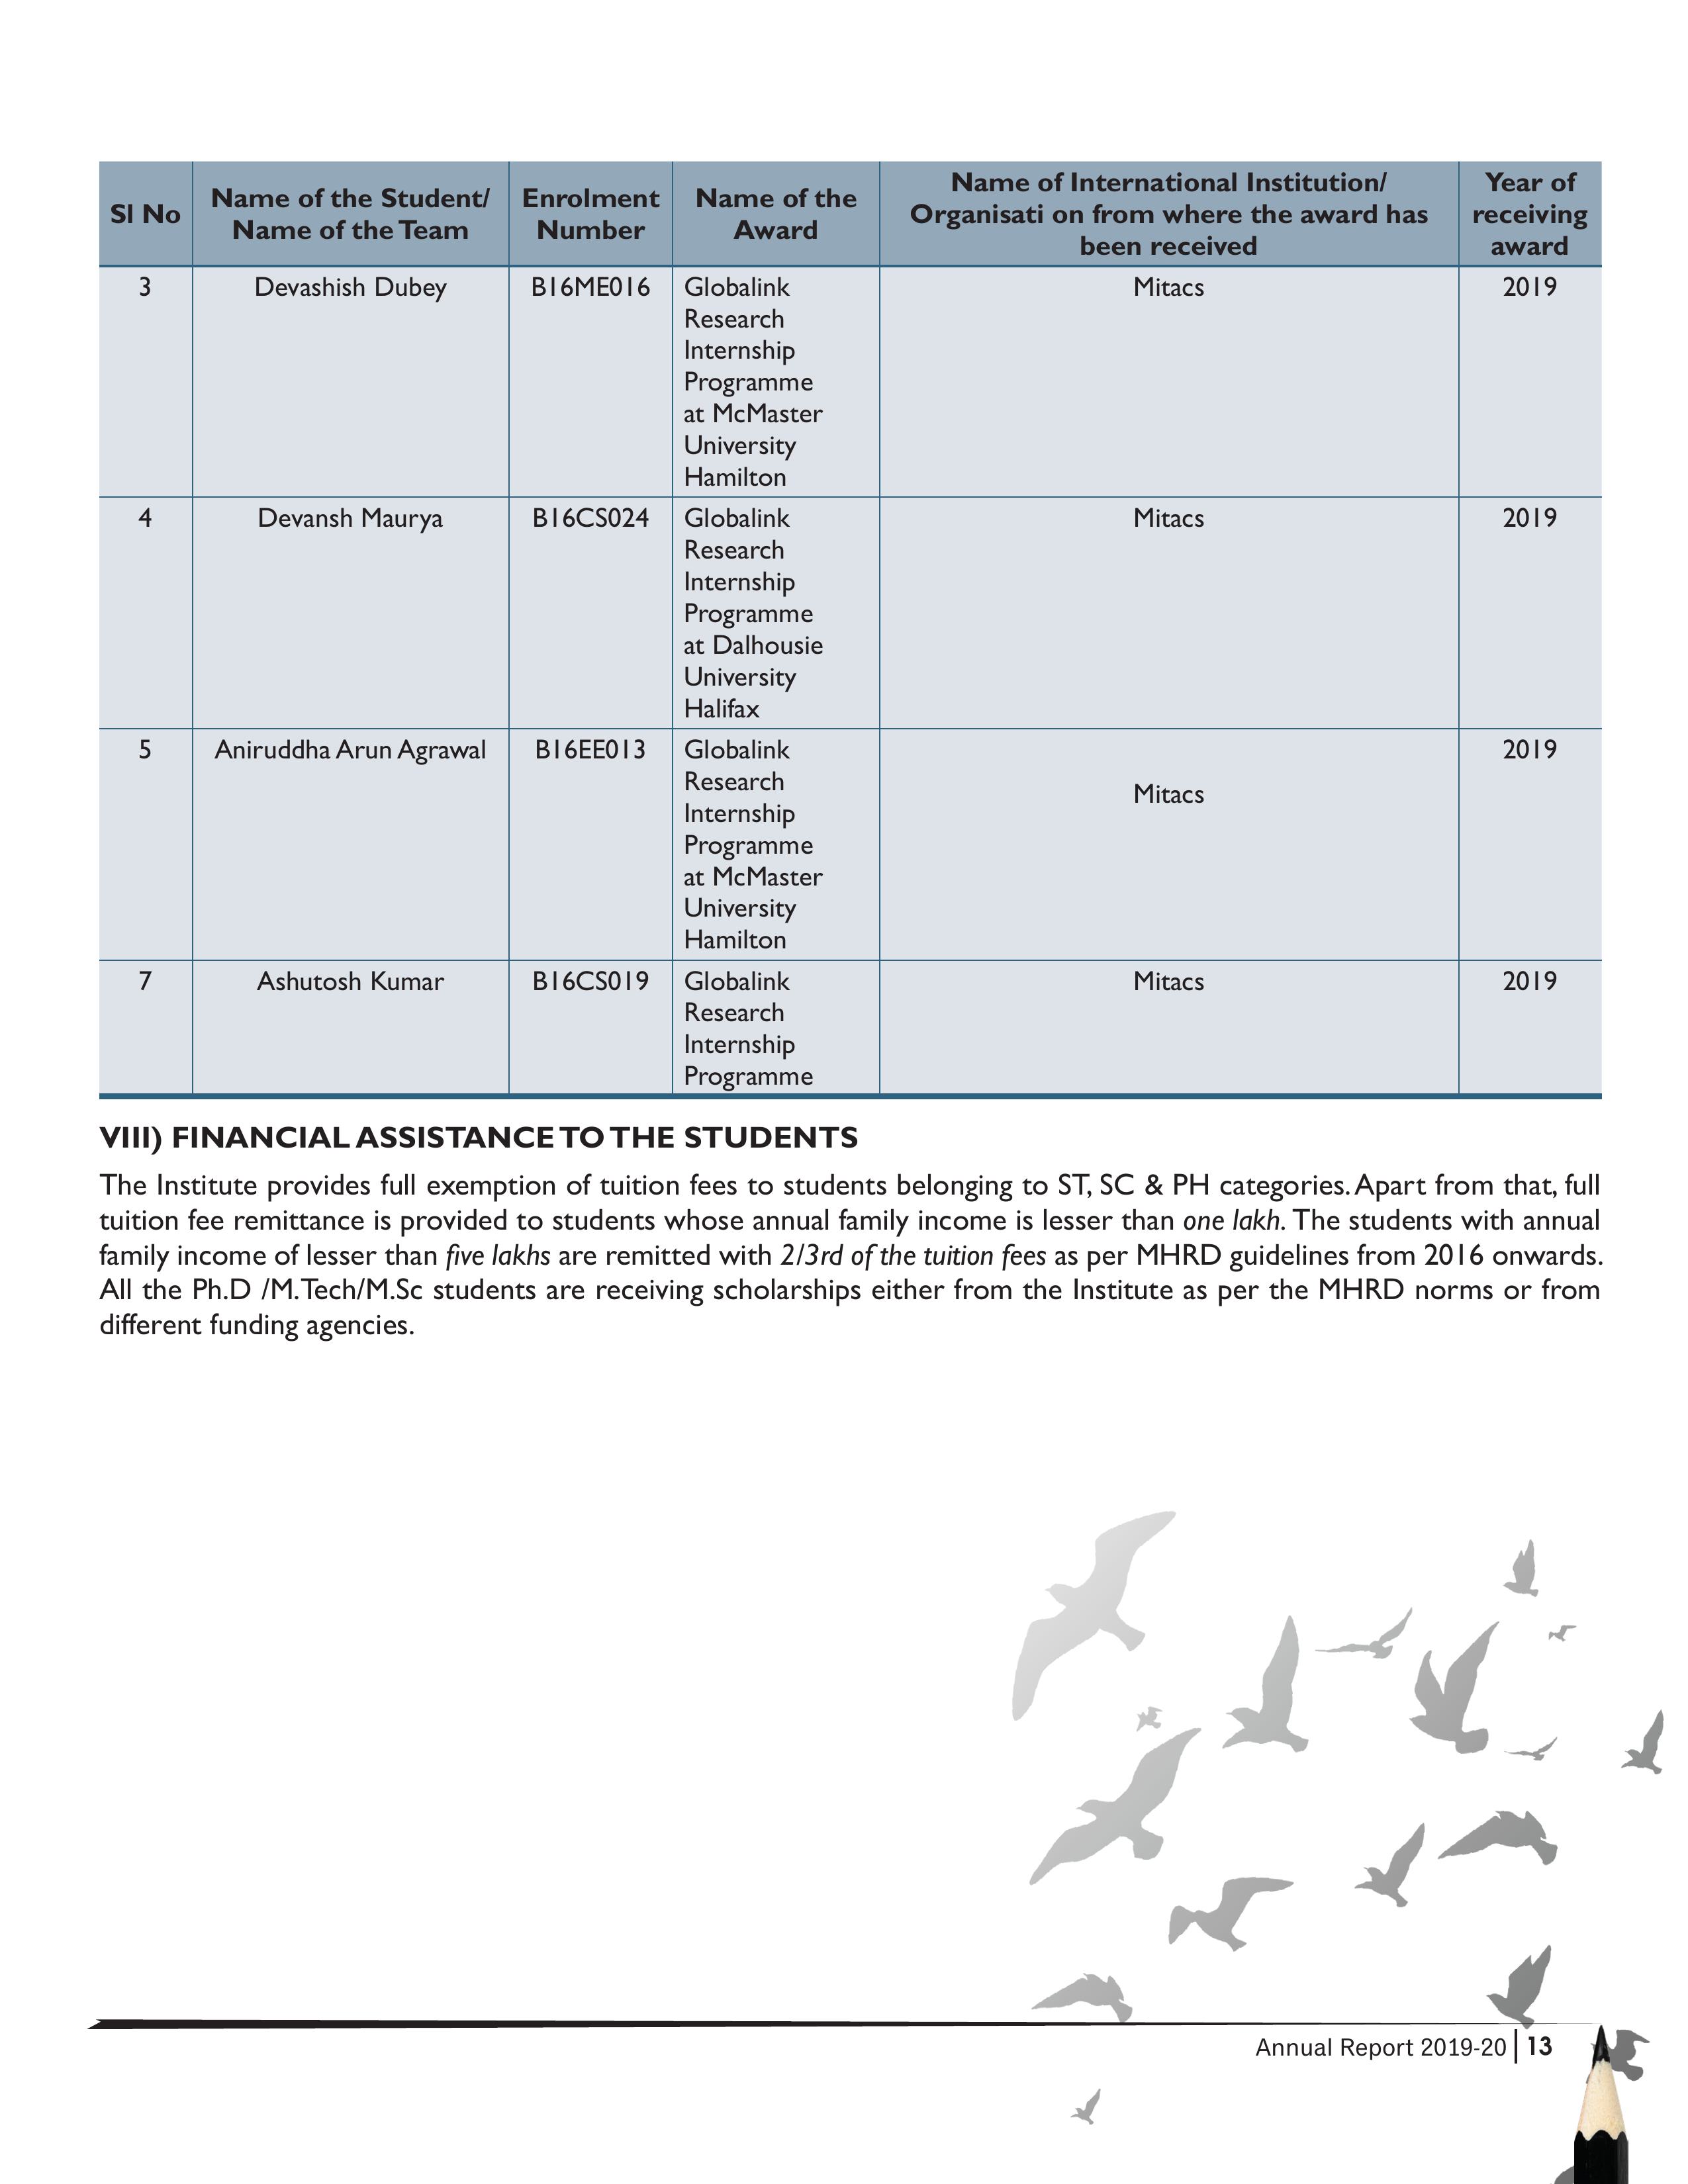 Sl No
Name of the Student/
Name of the Team
Enrolment
Number
Name of the
Award
Name of International Institution/
Organisati on from where the award has
been received
Year of
receiving
award
3
Devashish Dubey
B16ME016
Globalink
Research
Internship
Programme
at McMaster
University
Hamilton
Mitacs
2019
4
Devansh Maurya
B16CS024
Globalink
Research
Internship
Programme
at Dalhousie
University
Halifax
Mitacs
2019
5
Aniruddha Arun Agrawal
B16EE013
Globalink
Research
Internship
Programme
at McMaster
University
Hamilton
Mitacs
2019
7
Ashutosh Kumar
B16CS019
Globalink
Research
Internship
Programme
Mitacs
2019
VIII) FINANCIAL ASSISTANCE TO THE STUDENTS
The Institute provides full exemption of tuition fees to students belonging to ST, SC & PH categories. Apart from that, full
tuition fee remittance is provided to students whose annual family income is lesser than one lakh. The students with annual
family income of lesser than five lakhs are remitted with 2/3rd of the tuition fees as per MHRD guidelines from 2016 onwards.
All the Ph.D /M.Tech/M.Sc students are receiving scholarships either from the Institute as per the MHRD norms or from
different funding agencies.
Annual Report 2019-20 | 13